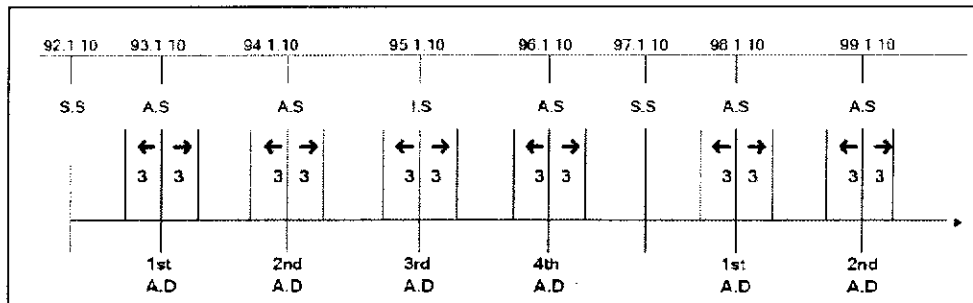 92.1 10 93.1 10 94 1.10 95 1.10 96.1 10 97.1 10 98 1 10 99 1 10
S.S A.S A.S I.S A.S S.S A.S A.S
← → ← → ← → ← → ← → ← →
3 3 3 3 3 3 3 3 3 3 3 3
1st 2nd 3rd 4th 1st 2nd
A.D A.D A.D A.D A.D A.D